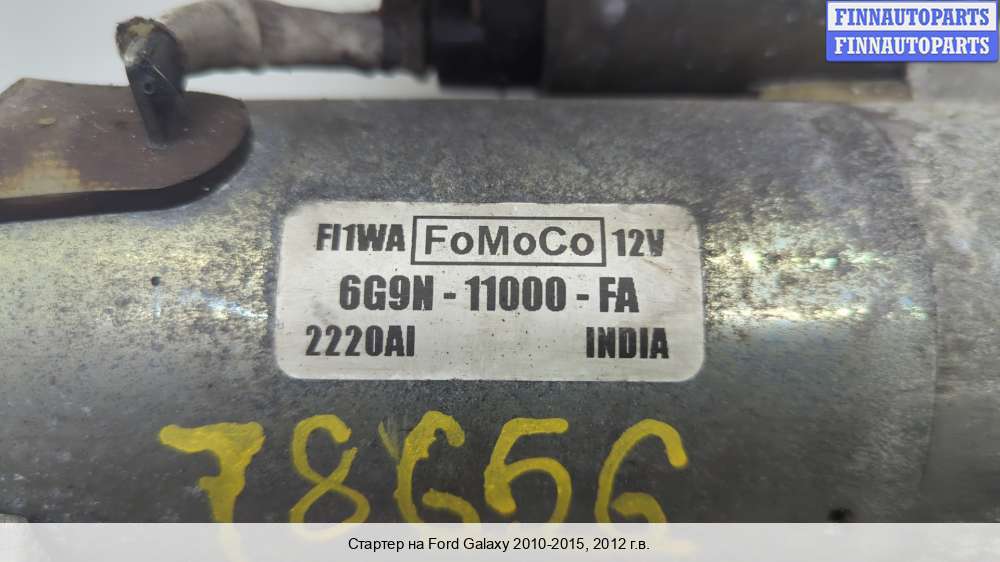 FINNAUTOPARTS
FINNAUTOPARTS
FI1WA FoMoCo 12V
6G9N - 11000 - FA
2220AI INDIA
78656
Стартер на Ford Galaxy 2010-2015, 2012 г.в.